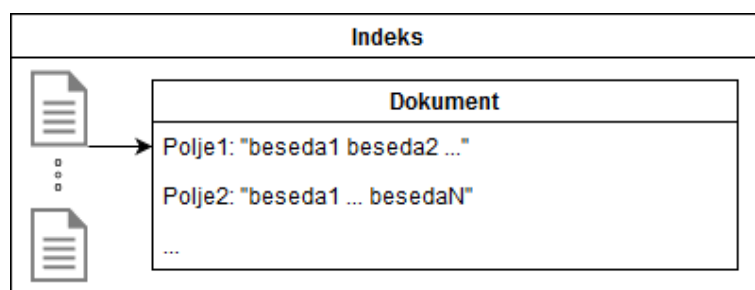 Indeks
Dokument
Polje1: "beseda1 beseda2 ..."
Polje2: "beseda1 ... besedaN"
...